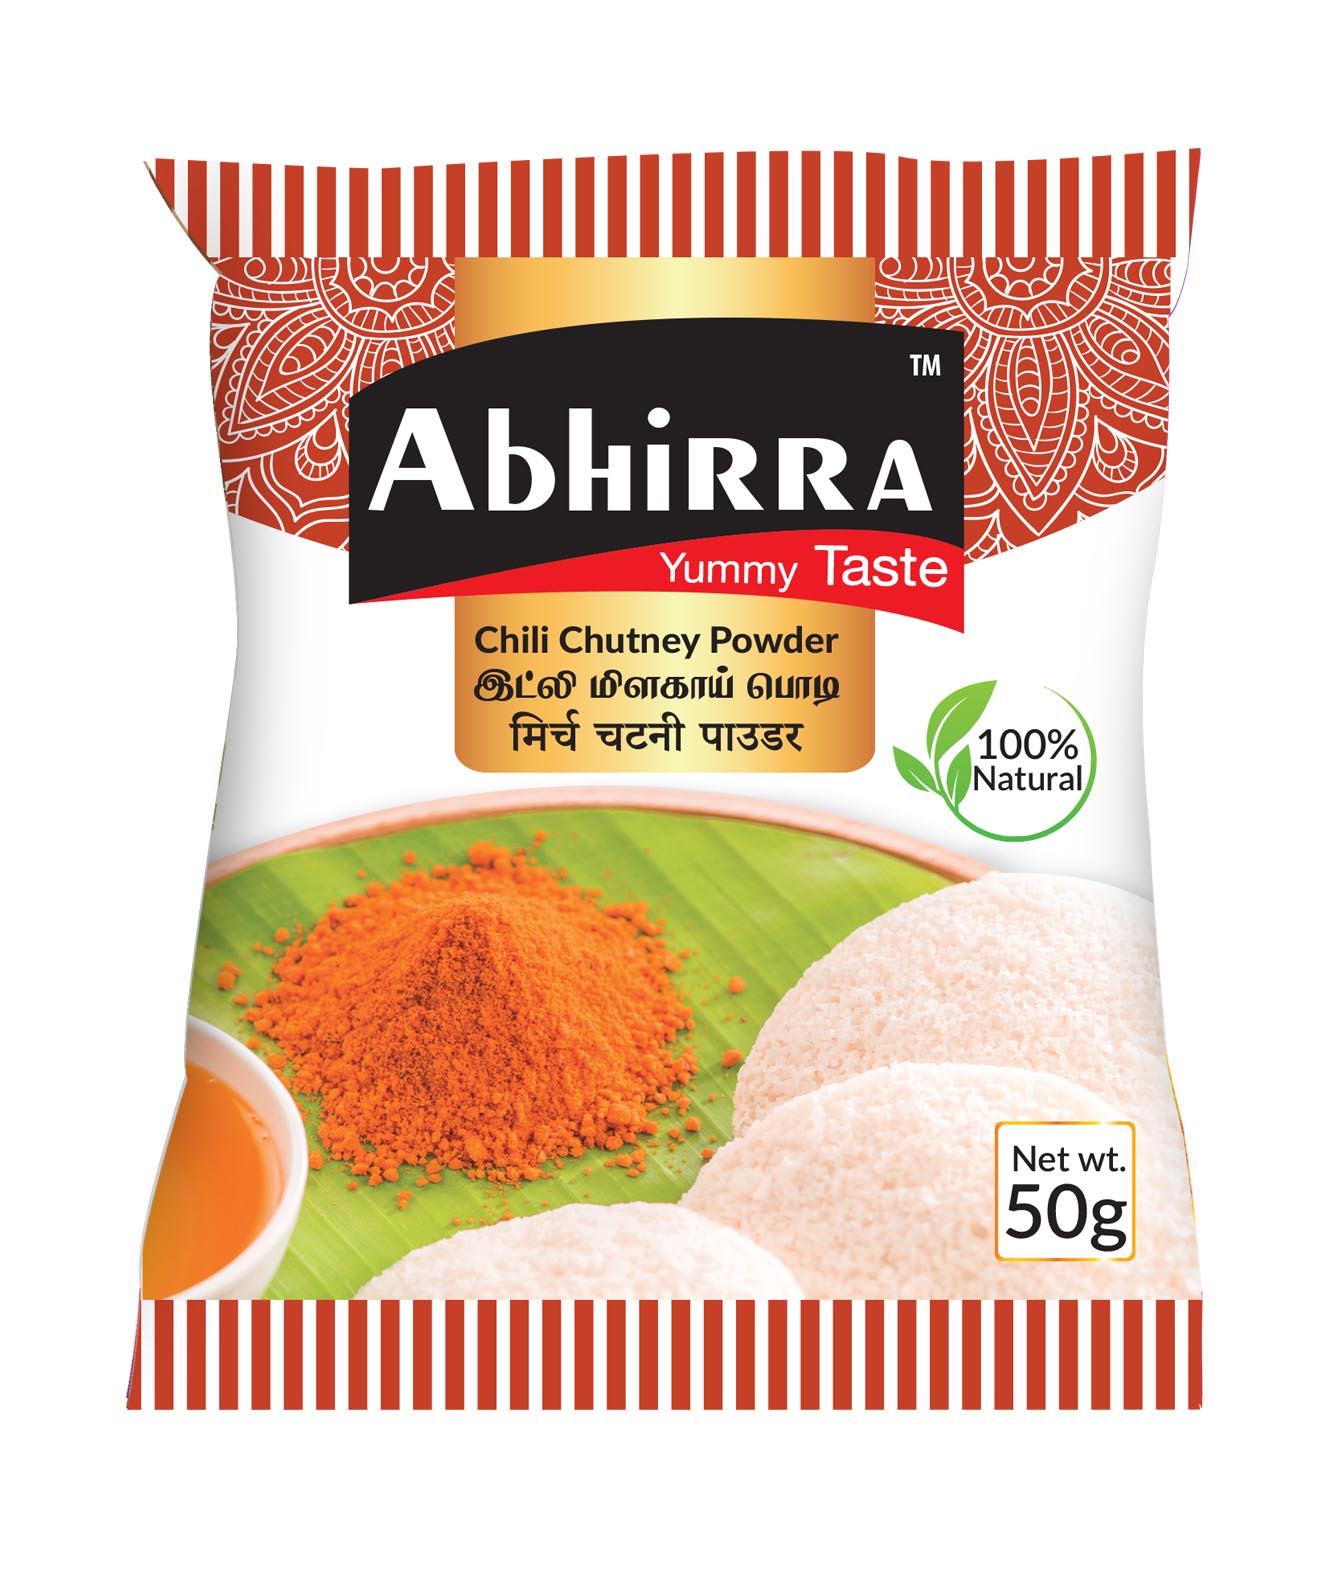 TM
Abhirra
Yummy Taste
Chili Chutney Powder
இட்லி மிளகாய் பொடி
मिर्च चटनी पाउडर
100%
Natural
Net wt.
50g